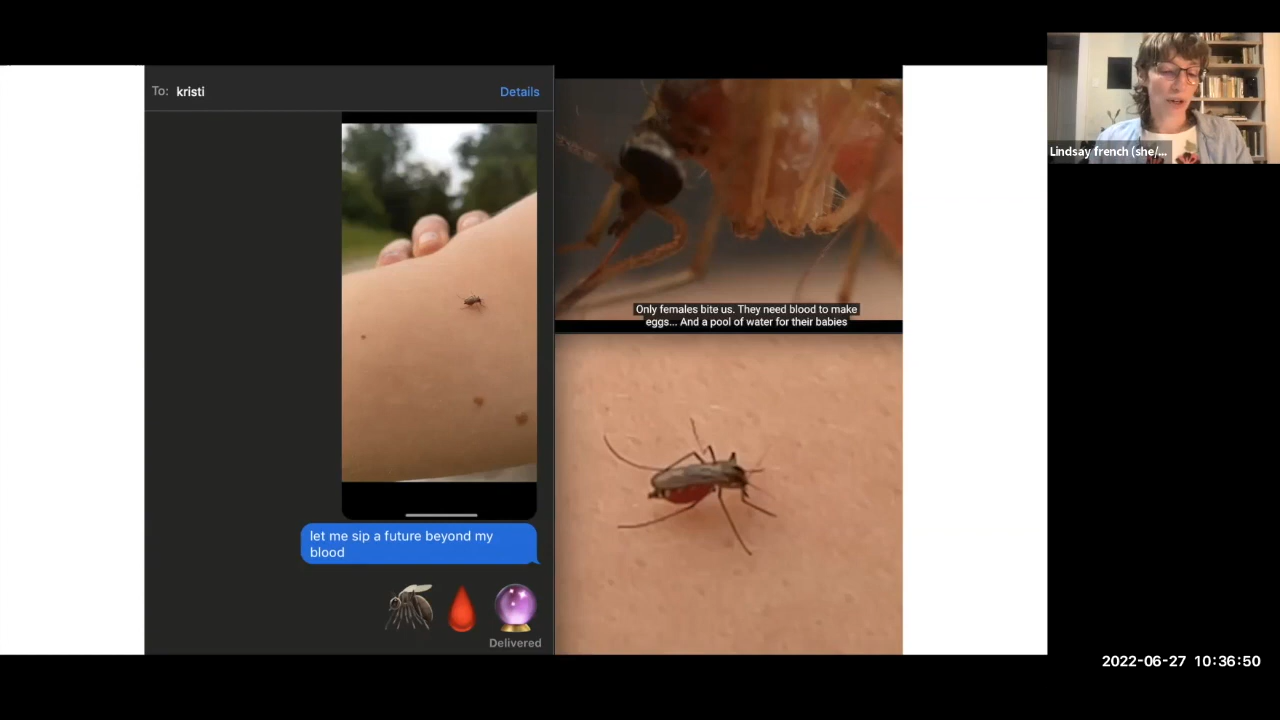 To: kristi
Details
let me sip a future beyond my
blood
Delivered
Only females bite us. They need blood to make
eggs... And a pool of water for their babies
Lindsay french (she/...
2022-06-27 10:36:50